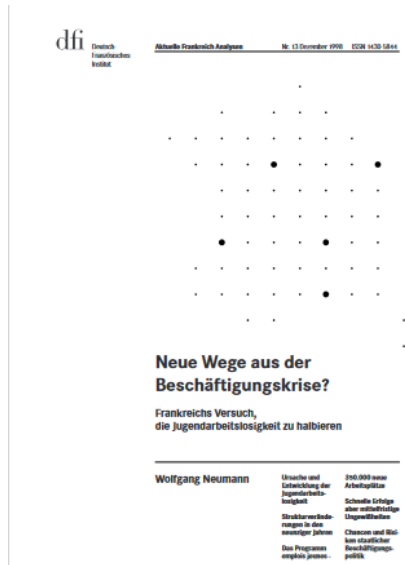 dfi
Deutsch-
Französisches
Institut
Aktuelle Frankreich Analysen
Nr. 13 Dezember 1998
ISSN 1430-5844
Neue Wege aus der
Beschäftigungskrise?
Frankreichs Versuch,
die Jugendarbeitslosigkeit zu halbieren
Wolfgang Neumann
Ursache und
Entwicklung der
Jugendarbeits-
losigkeit
Strukturverände-
rungen in den
neunziger Jahren
Das Programm
emplois jeunes -
350.000 neue
Arbeitsplätze
Schnelle Erfolge
aber mittelfristige
Ungewißheiten
Chancen und Risi-
ken staatlicher
Beschäftigungs-
politik